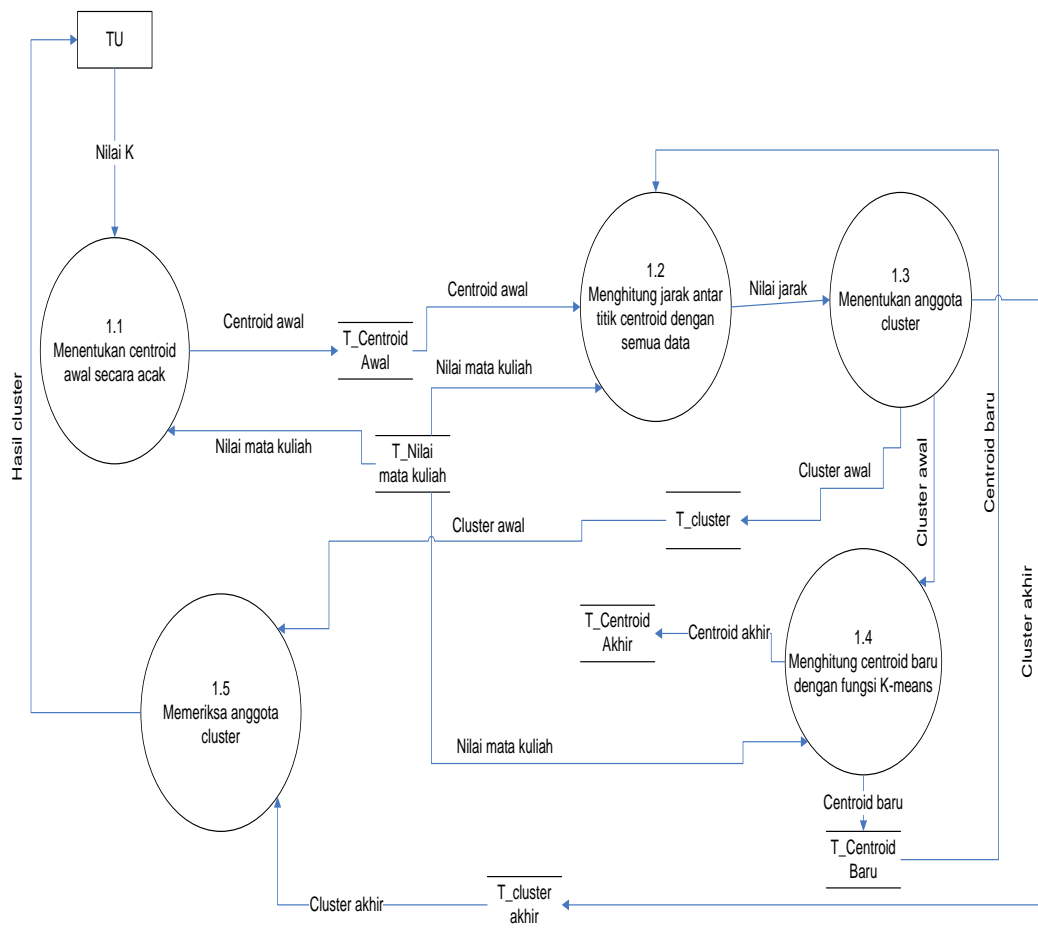 TU
Nilai K
1.1
Menentukan centroid
awal secara acak
Centroid awal
T_Centroid
Awal
Centroid awal
1.2
Menghitung jarak antar
titik centroid dengan
semua data
Nilai jarak
1.3
Menentukan anggota
cluster
Nilai mata kuliah
Nilai mata kuliah
T_Nilai
mata kuliah
Hasil cluster
Cluster awal
Cluster awal
Centroid baru
T_cluster
Cluster awal
Cluster akhir
T_Centroid
Akhir
Centroid akhir
1.4
Menghitung centroid baru
dengan fungsi K-means
1.5
Memeriksa anggota
cluster
Nilai mata kuliah
Centroid baru
T_Centroid
Baru
Cluster akhir
T_cluster
akhir